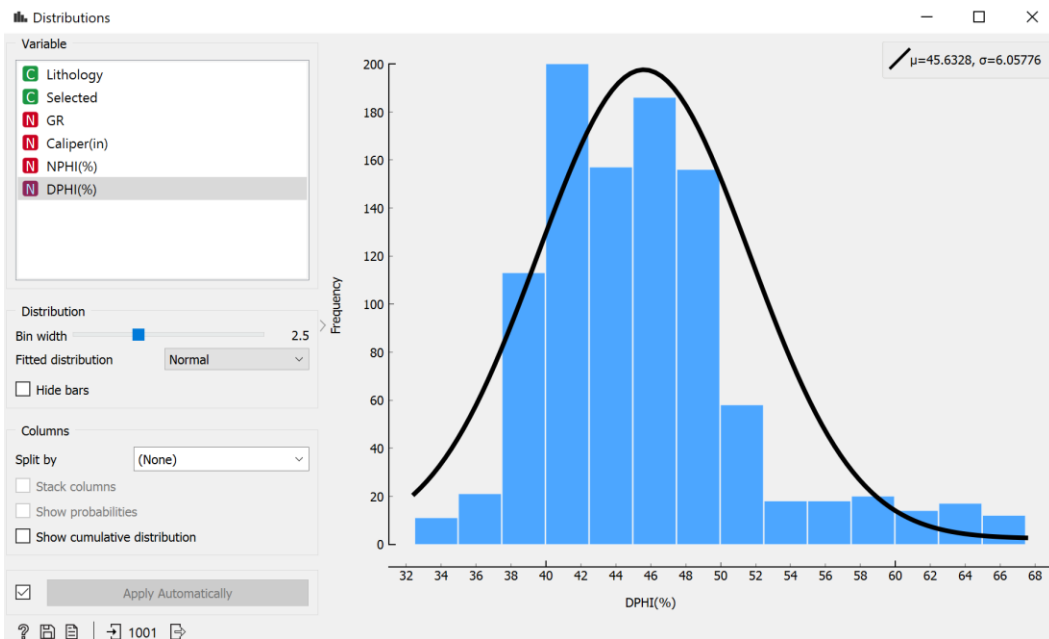 Distributions
Variable
C Lithology
C Selected
N GR
N Caliper(in)
N NPHI(%)
N DPHI(%)
Distribution
Bin width 2.5
Fitted distribution Normal
Hide bars
Columns
Split by (None)
Stack columns
Show probabilities
Show cumulative distribution
Apply Automatically
? 1001
μ=45.6328, σ=6.05776
Frequency
200
180
160
140
120
100
80
60
40
20
0
32 34 36 38 40 42 44 46 48 50 52 54 56 58 60 62 64 66 68
DPHI(%)